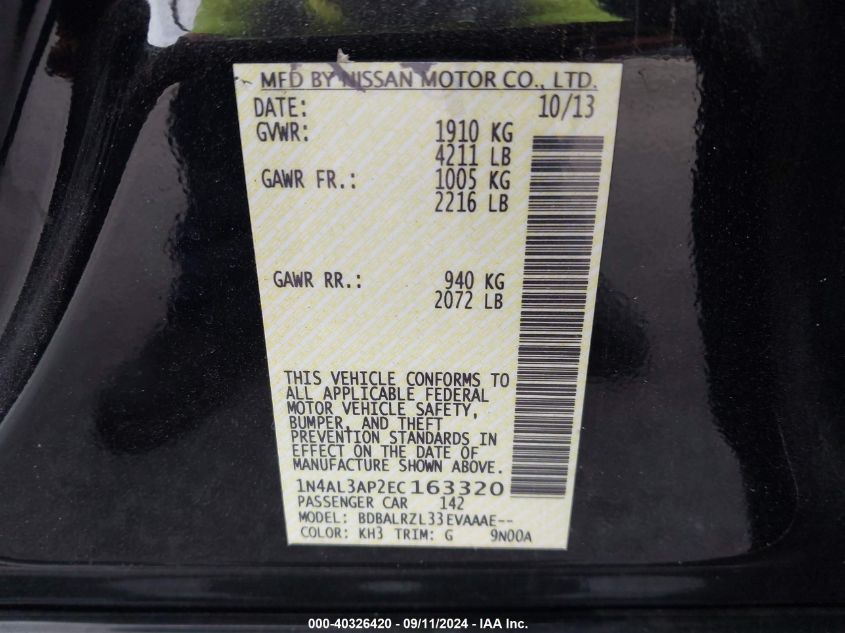 MFD BY NISSAN MOTOR CO., LTD.
DATE: 10/13
GVWR: 1910 KG
4211 LB
GAWR FR.: 1005 KG
2216 LB
GAWR RR.: 940 KG
2072 LB
THIS VEHICLE CONFORMS TO
ALL APPLICABLE FEDERAL
MOTOR VEHICLE SAFETY,
BUMPER, AND THEFT
PREVENTION STANDARDS IN
EFFECT ON THE DATE OF
MANUFACTURE SHOWN ABOVE.
1N4AL3AP2EC163320
PASSENGER CAR 142
MODEL: BDBALRZL33EVAAAE--
COLOR: KH3 TRIM: G 9N00A
000-40326420 - 09/11/2024 - IAA Inc.